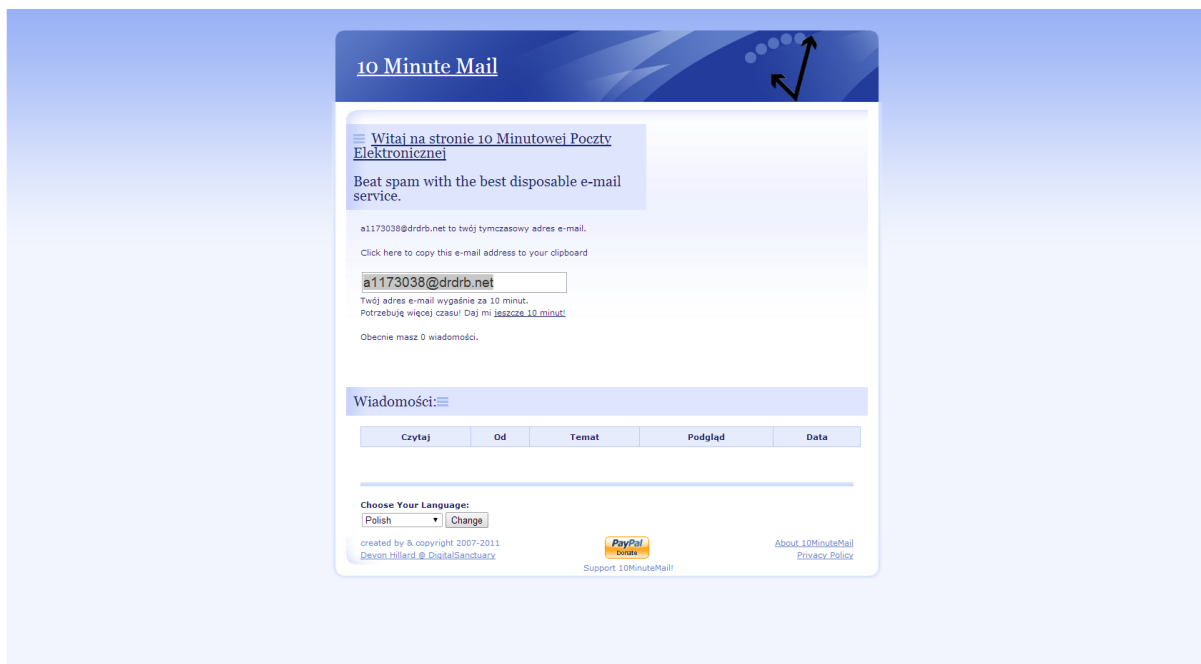 10 Minute Mail
Witaj na stronie 10 Minutowej Poczty
Elektronicznej
Beat spam with the best disposable e-mail
service.
a1173038@drdrb.net to twój tymczasowy adres e-mail.
Click here to copy this e-mail address to your clipboard
a1173038@drdrb.net
Twój adres e-mail wygaśnie za 10 minut.
Potrzebuję więcej czasu! Daj mi jeszcze 10 minut!
Obecnie masz 0 wiadomości.
Wiadomości:
Czytaj Od Temat Podgląd Data
Choose Your Language:
Polish Change
created by & copyright 2007-2011 PayPal About 10MinuteMail
Devon Hillard @ DigitalSanctuary Donate Privacy Policy
Support 10MinuteMail!